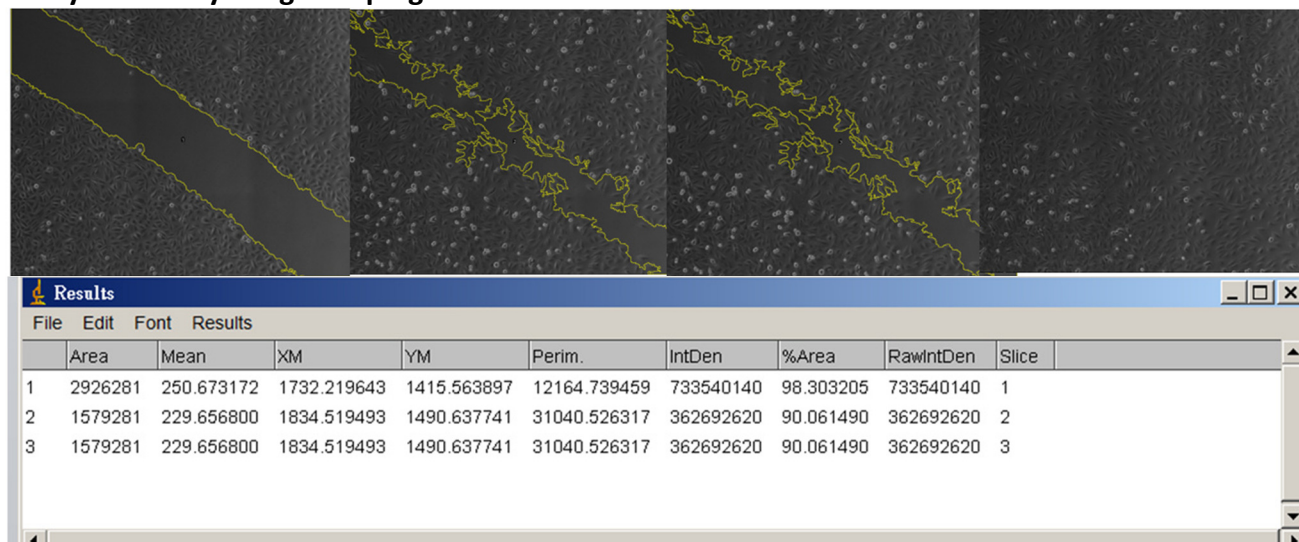 Results
File Edit Font Results
Area Mean XM YM Perim. IntDen %Area RawIntDen Slice
1 2926281 250.673172 1732.219643 1415.563897 12164.739459 733540140 98.303205 733540140 1
2 1579281 229.656800 1834.519493 1490.637741 31040.526317 362692620 90.061490 362692620 2
3 1579281 229.656800 1834.519493 1490.637741 31040.526317 362692620 90.061490 362692620 3